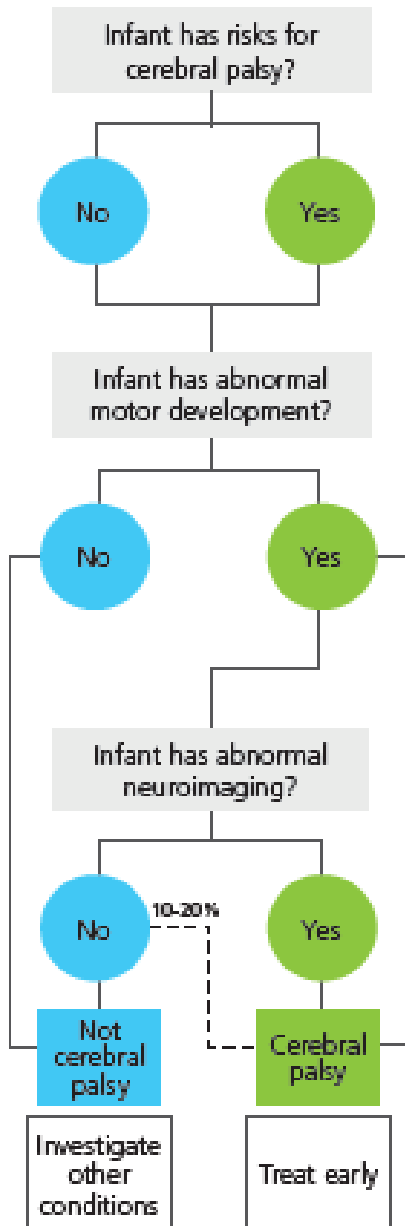 Infant has risks for
cerebral palsy?
No
Yes
Infant has abnormal
motor development?
No
Yes
Infant has abnormal
neuroimaging?
No
10-20%
Yes
Not
cerebral
palsy
Cerebral
palsy
Investigate
other
conditions
Treat early